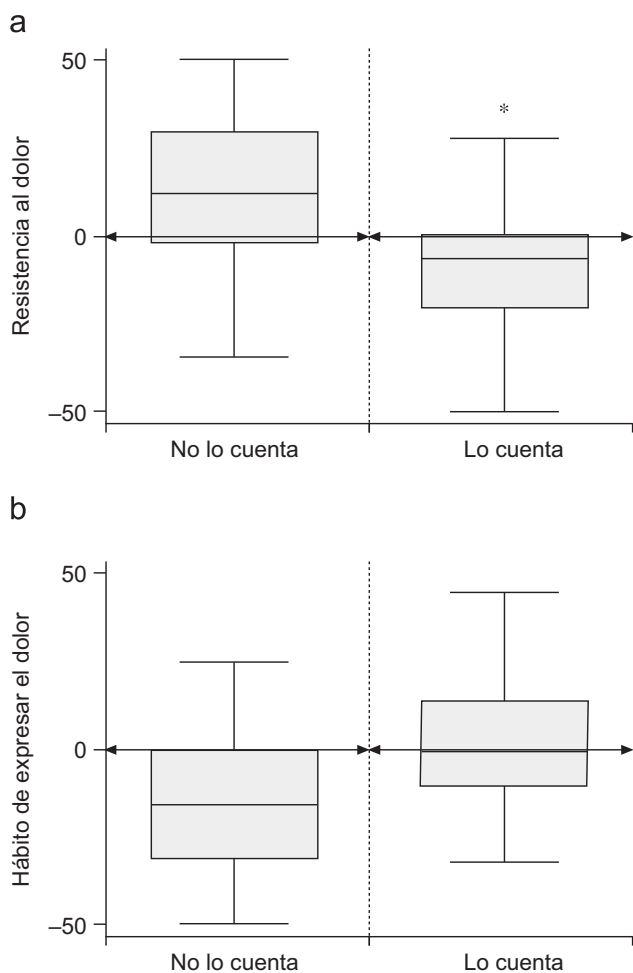 a
Resistencia al dolor
50
0
–50
*
No lo cuenta
Lo cuenta
b
Hábito de expresar el dolor
50
0
–50
No lo cuenta
Lo cuenta